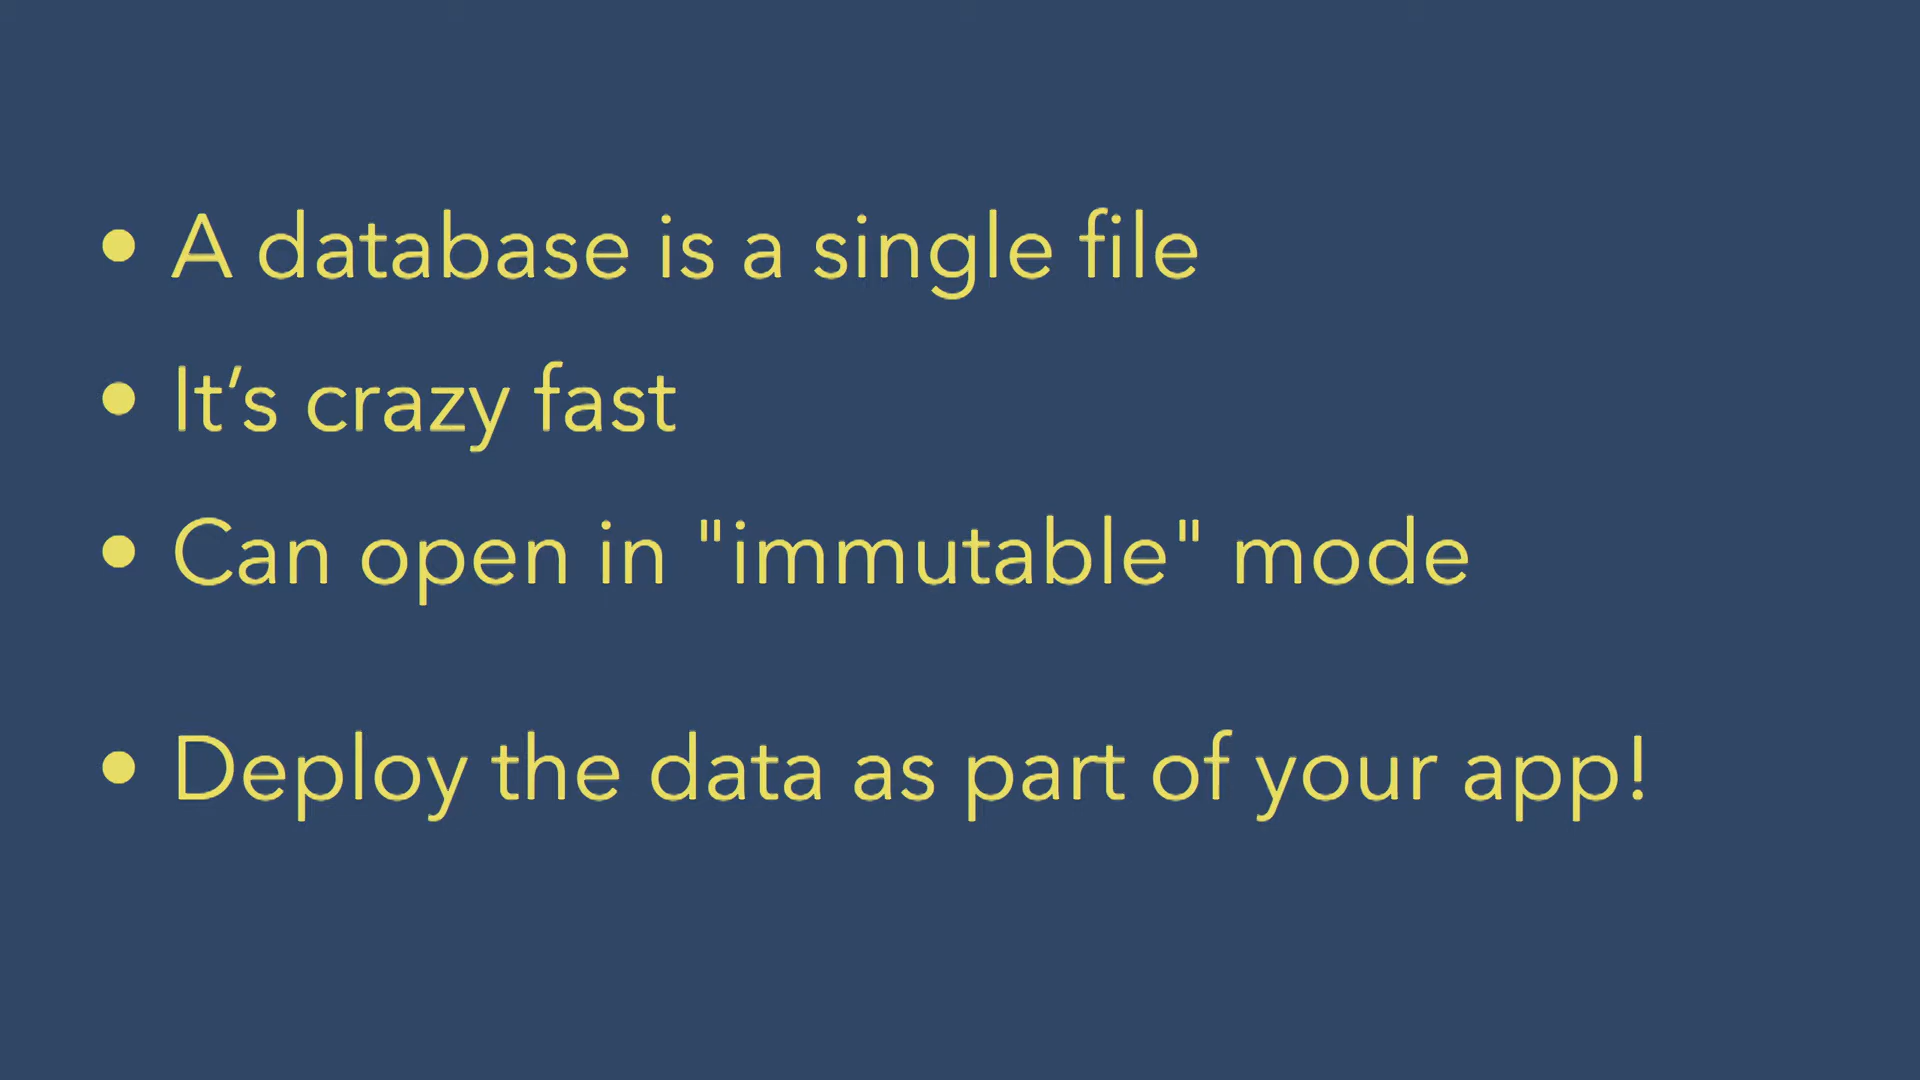 • A database is a single file
• It’s crazy fast
• Can open in "immutable" mode
• Deploy the data as part of your app!